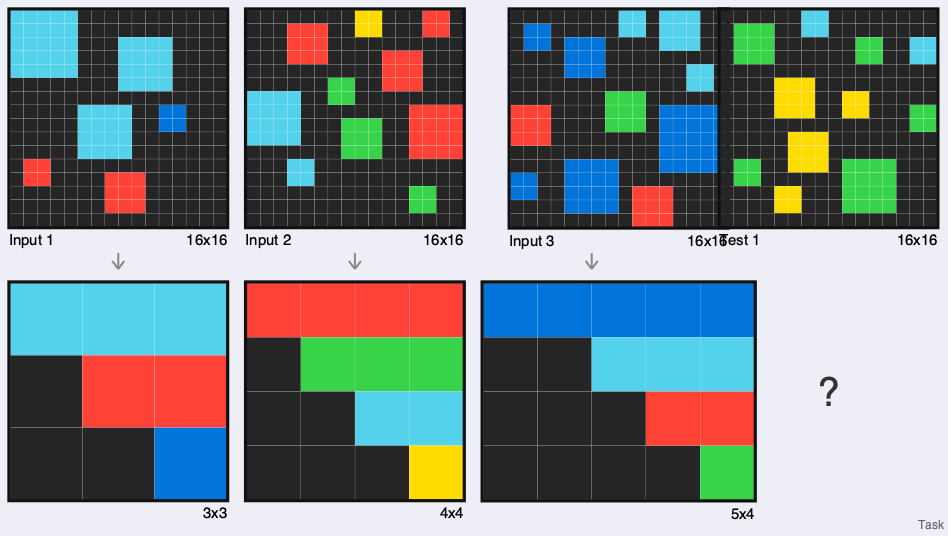 Input 1 16x16
Input 2 16x16
Input 3 16x16
Test 1 16x16
?
3x3
4x4
5x4
Task